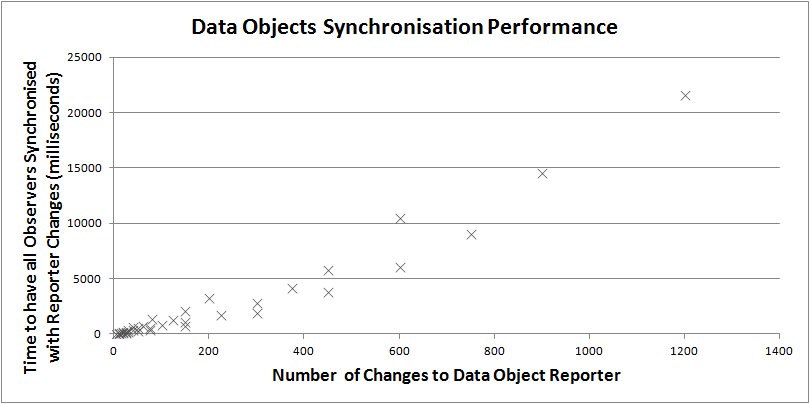 Data Objects Synchronisation Performance
Time to have all Observers Synchronised
with Reporter Changes (milliseconds)
25000
20000
15000
10000
5000
0
0 200 400 600 800 1000 1200 1400
Number of Changes to Data Object Reporter